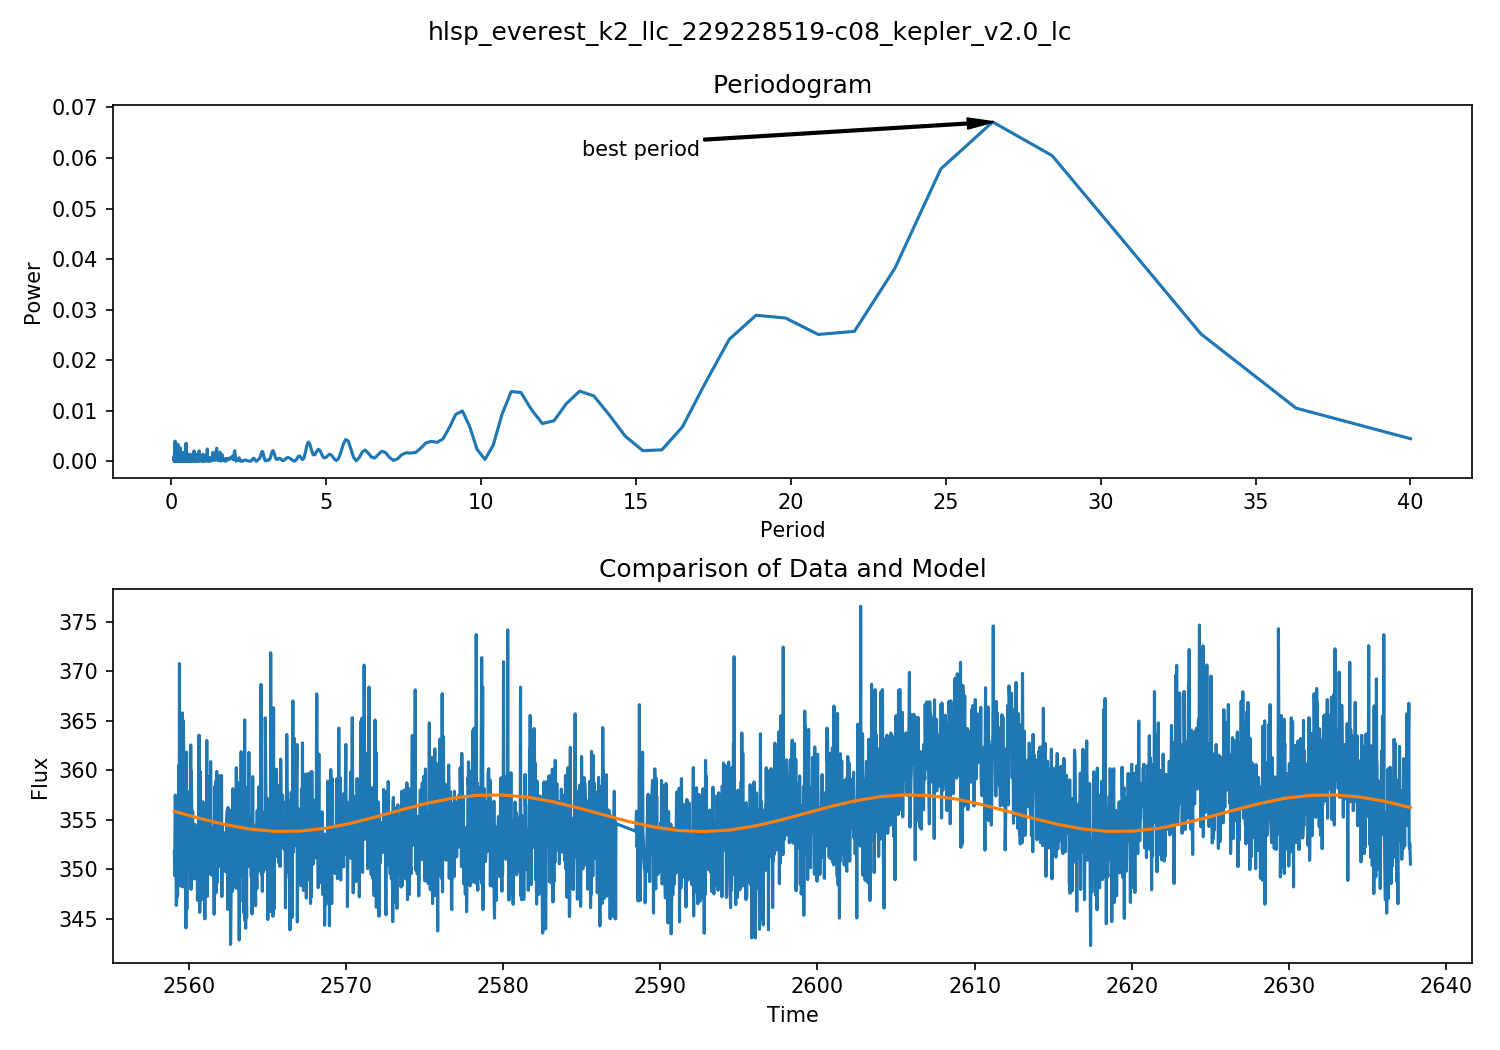 hlsp_everest_k2_llc_229228519-c08_kepler_v2.0_lc
Periodogram
0.07
0.06
0.05
0.04
0.03
0.02
0.01
0.00
Power
best period
0 5 10 15 20 25 30 35 40
Period
Comparison of Data and Model
375
370
365
360
355
350
345
Flux
2560 2570 2580 2590 2600 2610 2620 2630 2640
Time